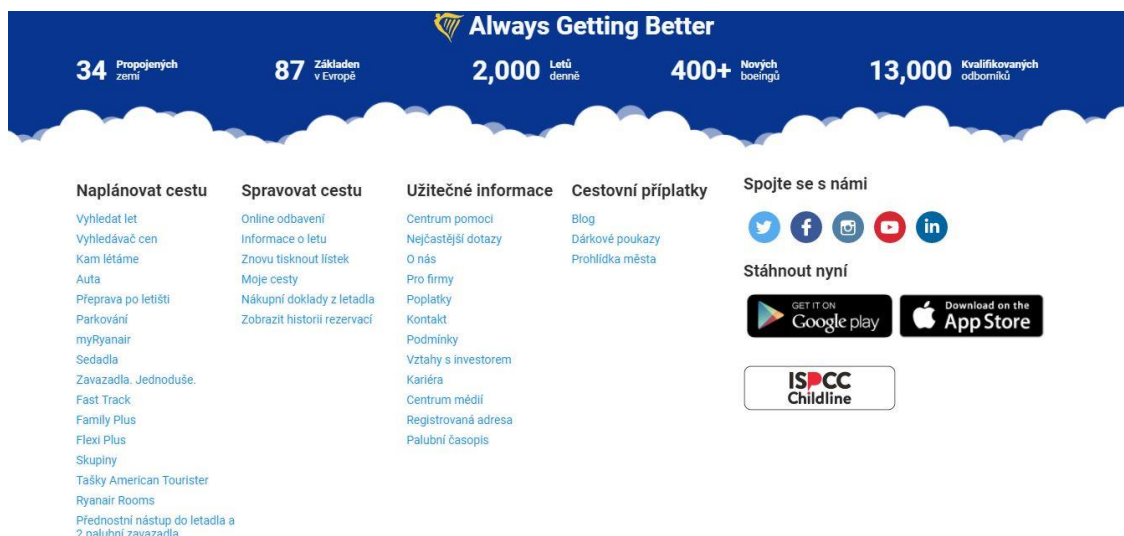 Always Getting Better
34 Propojených zemí
87 Základen v Evropě
2,000 Letů denně
400+ Nových boeingů
13,000 Kvalifikovaných odborníků
Naplánovat cestu
Vyhledat let
Vyhledávač cen
Kam létáme
Auta
Přeprava po letišti
Parkování
myRyanair
Sedadla
Zavazadla. Jednoduše.
Fast Track
Family Plus
Flexi Plus
Skupiny
Tašky American Tourister
Ryanair Rooms
Přednostní nástup do letadla a
2 palubní zavazadla
Spravovat cestu
Online odbavení
Informace o letu
Znovu tisknout lístek
Moje cesty
Nákupní doklady z letadla
Zobrazit historii rezervací
Užitečné informace
Centrum pomoci
Nejčastější dotazy
O nás
Pro firmy
Poplatky
Kontakt
Podmínky
Vztahy s investorem
Kariéra
Centrum médií
Registrovaná adresa
Palubní časopis
Cestovní příplatky
Blog
Dárkové poukazy
Prohlídka města
Spojte se s námi
Stáhnout nyní
GET IT ON
Google play
Download on the
App Store
ISPCC
Childline